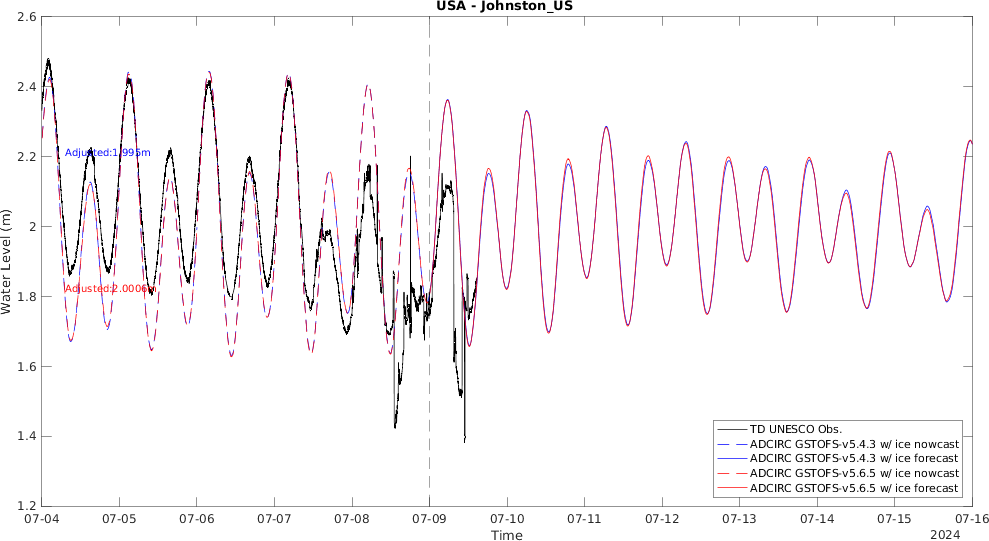 USA - Johnston_US
2.6
2.4
2.2
2
1.8
1.6
1.4
1.2
Water Level (m)
Adjusted:1.995m
Adjusted:2.0006m
TD UNESCO Obs.
ADCIRC GSTOFS-v5.4.3 w/ ice nowcast
ADCIRC GSTOFS-v5.4.3 w/ ice forecast
ADCIRC GSTOFS-v5.6.5 w/ ice nowcast
ADCIRC GSTOFS-v5.6.5 w/ ice forecast
07-04 07-05 07-06 07-07 07-08 07-09 07-10 07-11 07-12 07-13 07-14 07-15 07-16
Time
2024